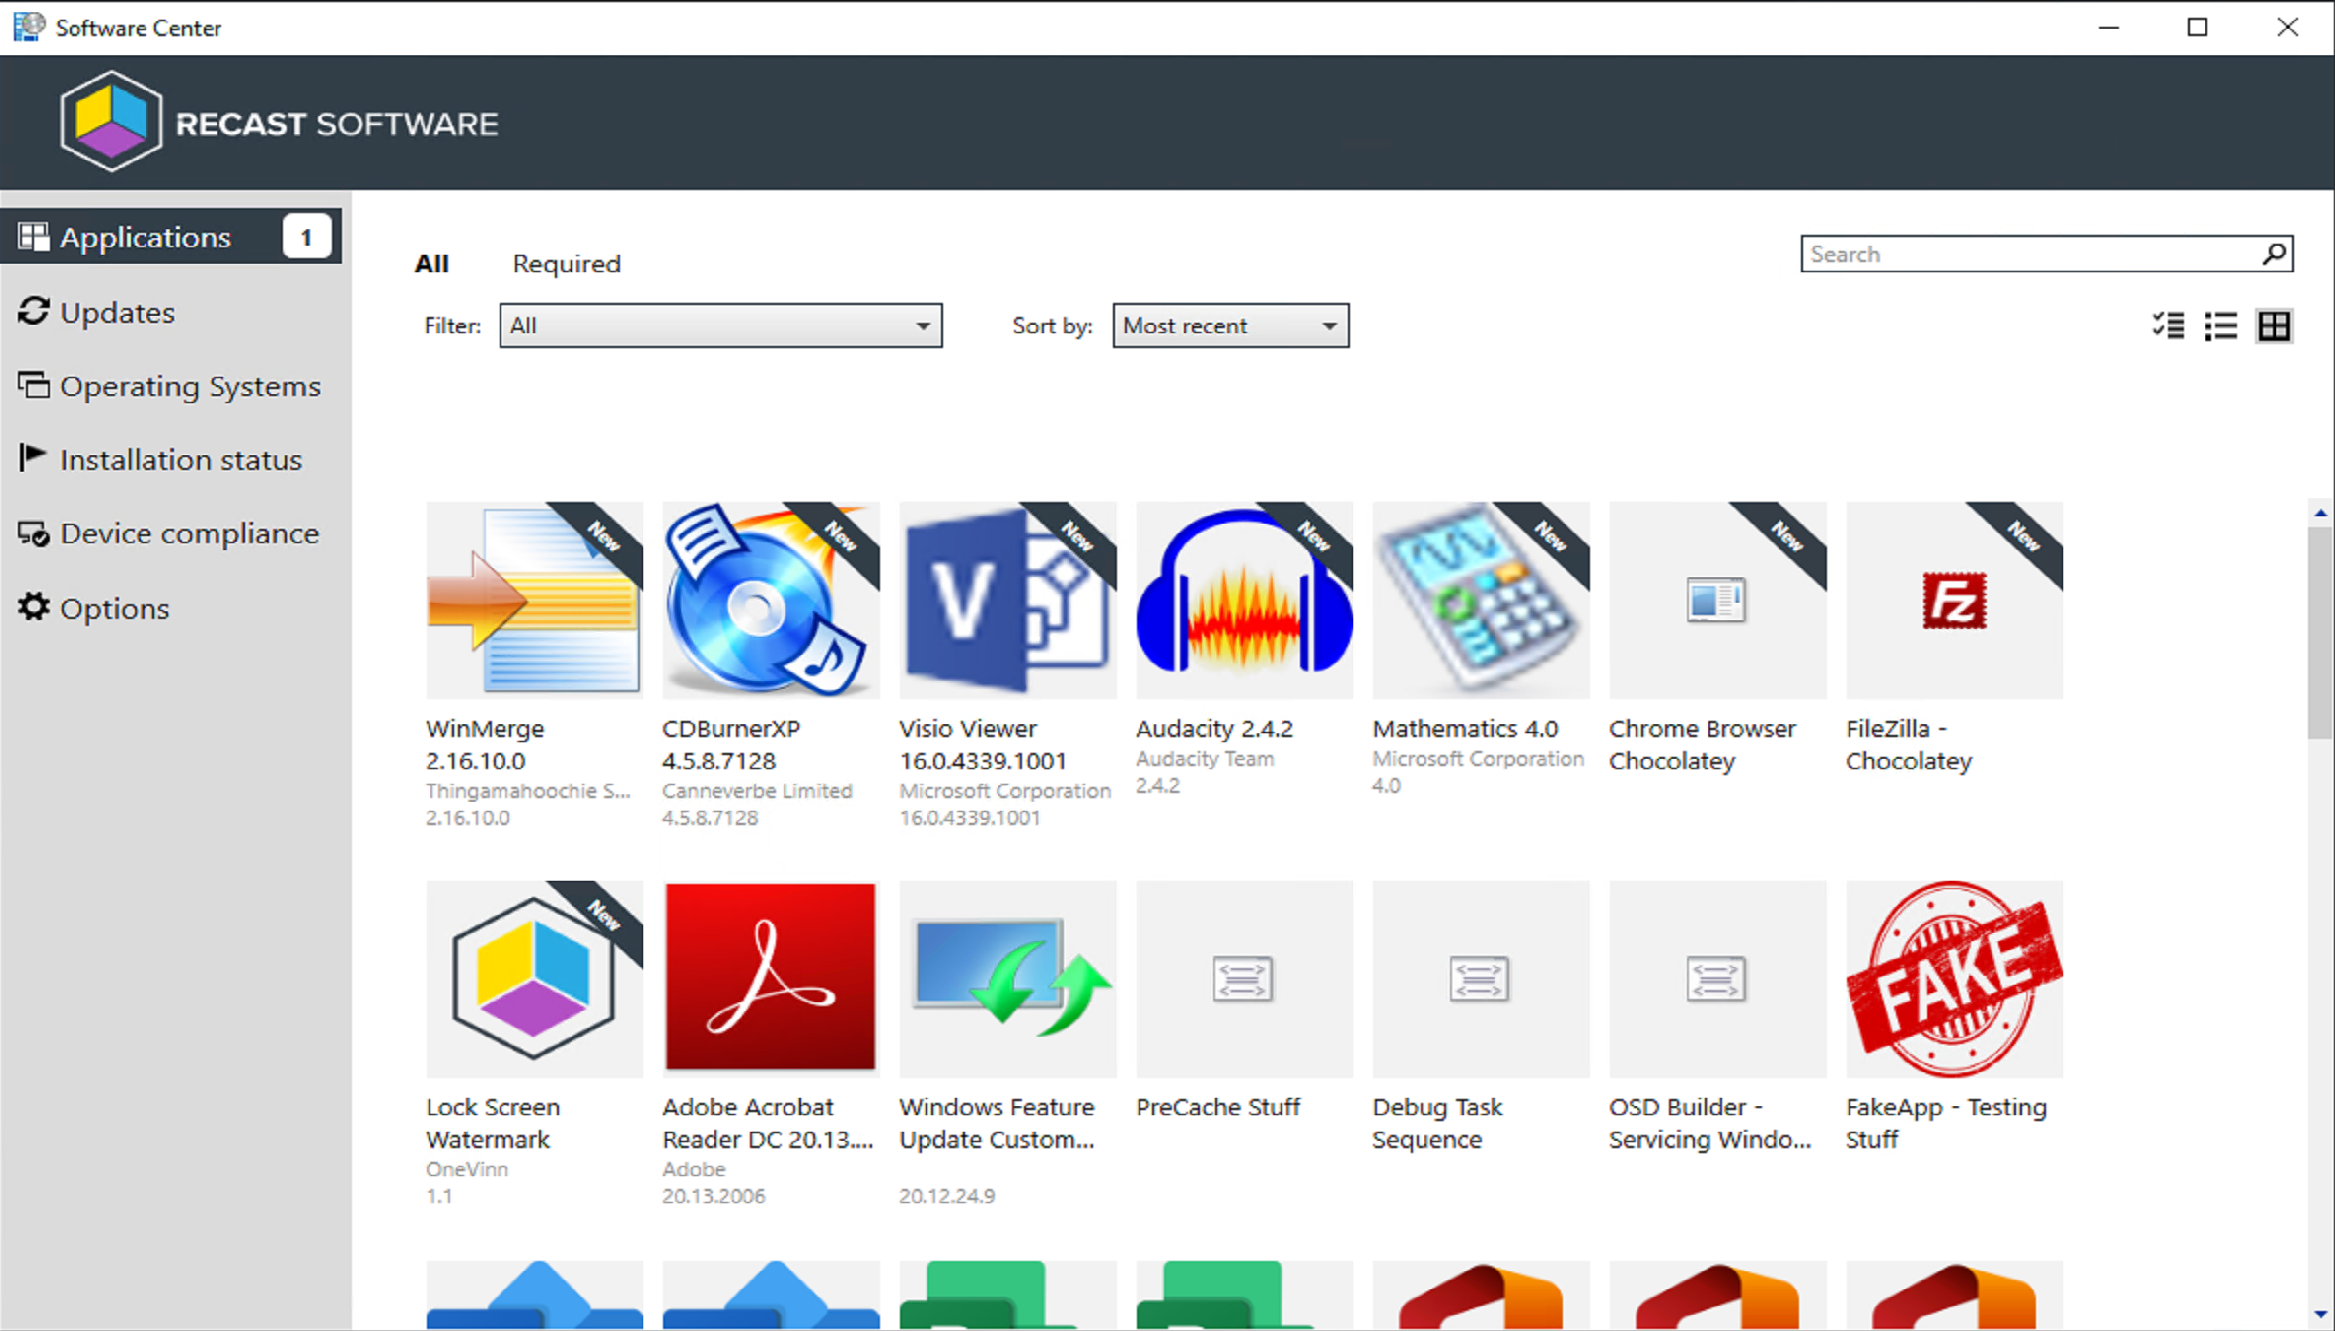 Software Center
RECAST SOFTWARE
Applications 1
Updates
Operating Systems
Installation status
Device compliance
Options
All Required
Search
Filter: All Sort by: Most recent
New
New
New
New
New
New
New
WinMerge
2.16.10.0
Thingamahoochie S...
2.16.10.0
CDBurnerXP
4.5.8.7128
Canneverbe Limited
4.5.8.7128
V
Visio Viewer
16.0.4339.1001
Microsoft Corporation
16.0.4339.1001
Audacity 2.4.2
Audacity Team
2.4.2
Mathematics 4.0
Microsoft Corporation
4.0
Chrome Browser
Chocolatey
FZ
FileZilla -
Chocolatey
New
Lock Screen
Watermark
OneVinn
1.1
Adobe Acrobat
Reader DC 20.13....
Adobe
20.13.2006
Windows Feature
Update Custom...
20.12.24.9
PreCache Stuff
Debug Task
Sequence
OSD Builder -
Servicing Windo...
FAKE
FakeApp - Testing
Stuff